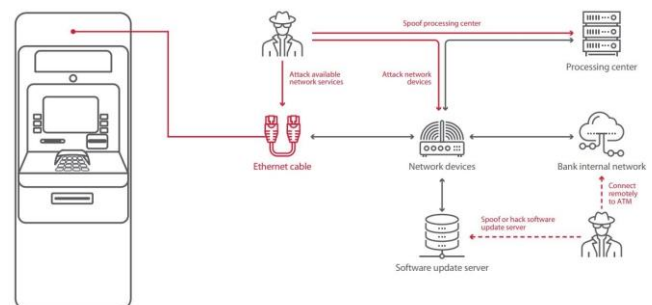 Spoof processing center
Processing center
Attack available
network services
Attack network
devices
Ethernet cable
Network devices
Bank internal network
Connect
remotely
to ATM
Spoof or hack software
update server
Software update server